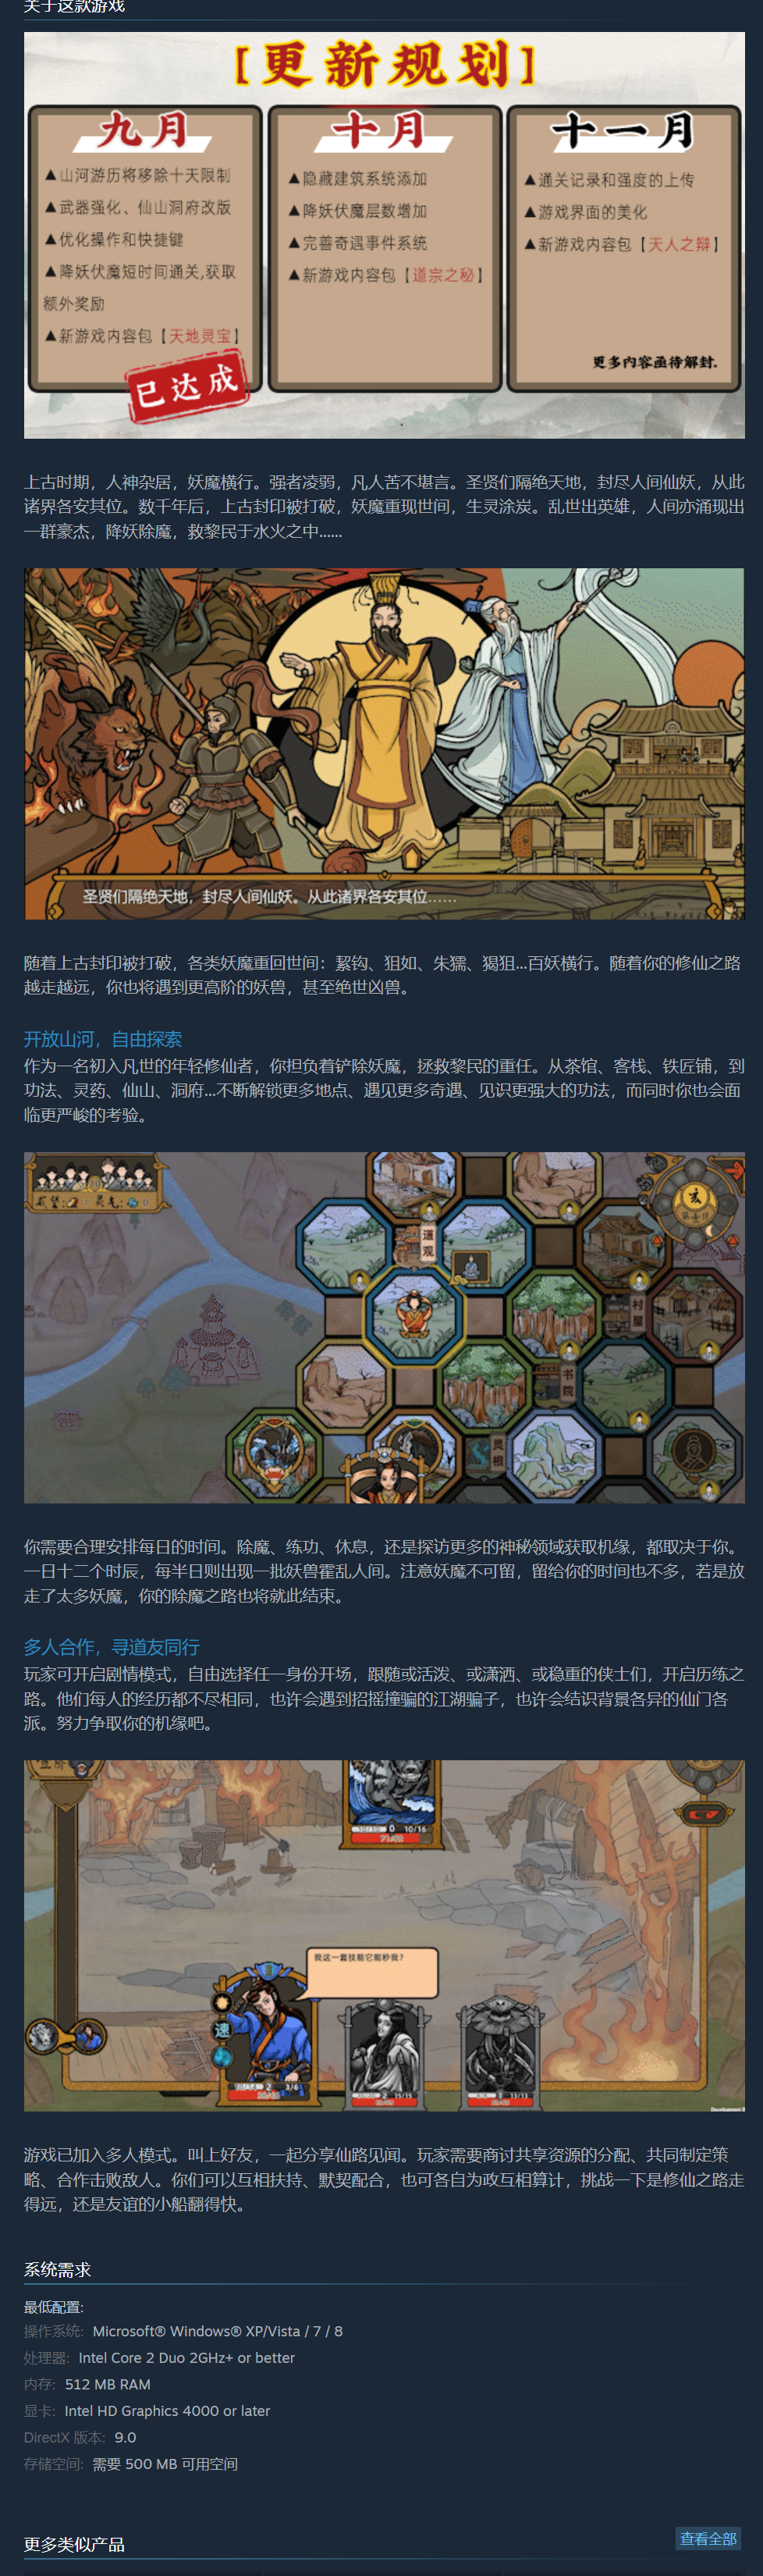 关于这款游戏
[更新规划]
九月
▲山河游历将移除十天限制
▲武器强化、仙山洞府改版
▲优化操作和快捷键
▲降妖伏魔短时间通关,获取
额外奖励
▲新游戏内容包【天地灵宝】
已达成
十月
▲隐藏建筑系统添加
▲降妖伏魔层数增加
▲完善奇遇事件系统
▲新游戏内容包【道宗之秘】
十一月
▲通关记录和强度的上传
▲游戏界面的美化
▲新游戏内容包【天人之辩】
更多内容函待解封.
上古时期，人神杂居，妖魔横行。强者凌弱，凡人苦不堪言。圣贤们隔绝天地，封尽人间仙妖，从此
诸界各安其位。数千年后，上古封印被打破，妖魔重现世间，生灵涂炭。乱世出英雄，人间亦涌现出
一群豪杰，降妖除魔，救黎民于水火之中......
圣贤们隔绝天地，封尽人间仙妖。从此诸界各安其位......
随着上古封印被打破，各类妖魔重回世间：絜钩、狙如、朱獳、猲狙...百妖横行。随着你的修仙之路
越走越远，你也将遇到更高阶的妖兽，甚至绝世凶兽。
开放山河，自由探索
作为一名初入凡世的年轻修仙者，你担负着铲除妖魔，拯救黎民的重任。从茶馆、客栈、铁匠铺，到
功法、灵药、仙山、洞府...不断解锁更多地点、遇见更多奇遇、见识更强大的功法，而同时你也会面
临更严峻的考验。
亥
道观
村屋
书院
灵根
你需要合理安排每日的时间。除魔、练功、休息，还是探访更多的神秘领域获取机缘，都取决于你。
一日十二个时辰，每半日则出现一批妖兽霍乱人间。注意妖魔不可留，留给你的时间也不多，若是放
走了太多妖魔，你的除魔之路也将就此结束。
多人合作，寻道友同行
玩家可开启剧情模式，自由选择任一身份开场，跟随或活泼、或潇洒、或稳重的侠士们，开启历练之
路。他们每人的经历都不尽相同，也许会遇到招摇撞骗的江湖骗子，也许会结识背景各异的仙门各
派。努力争取你的机缘吧。
10/10 0 10/16
我这一套技能它能秒我？
速
游戏已加入多人模式。叫上好友，一起分享仙路见闻。玩家需要商讨共享资源的分配、共同制定策
略、合作击败敌人。你们可以互相扶持、默契配合，也可各自为政互相算计，挑战一下是修仙之路走
得远，还是友谊的小船翻得快。
系统需求
最低配置:
操作系统: Microsoft® Windows® XP/Vista / 7 / 8
处理器: Intel Core 2 Duo 2GHz+ or better
内存: 512 MB RAM
显卡: Intel HD Graphics 4000 or later
DirectX 版本: 9.0
存储空间: 需要 500 MB 可用空间
更多类似产品
查看全部